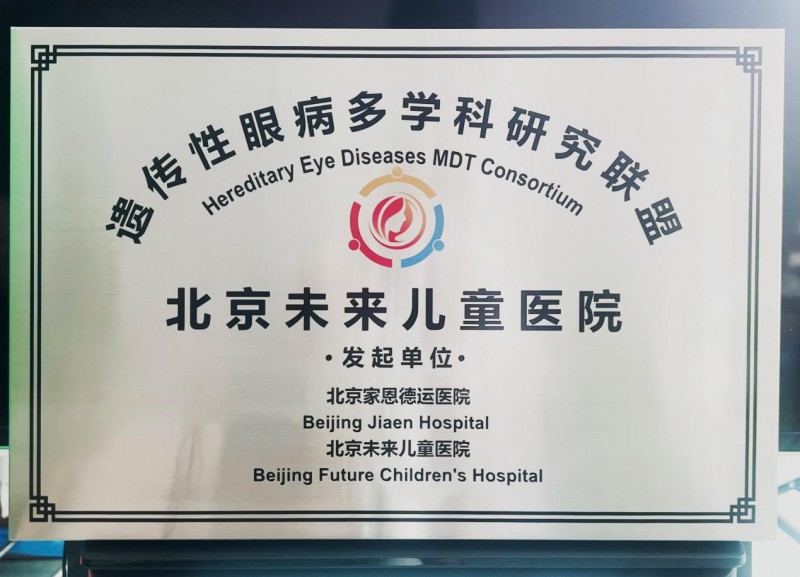 遗传性眼病多学科研究联盟
Hereditary Eye Diseases MDT Consortium
北京未来儿童医院
·发起单位·
北京家恩德运医院
Beijing Jiaen Hospital
北京未来儿童医院
Beijing Future Children's Hospital